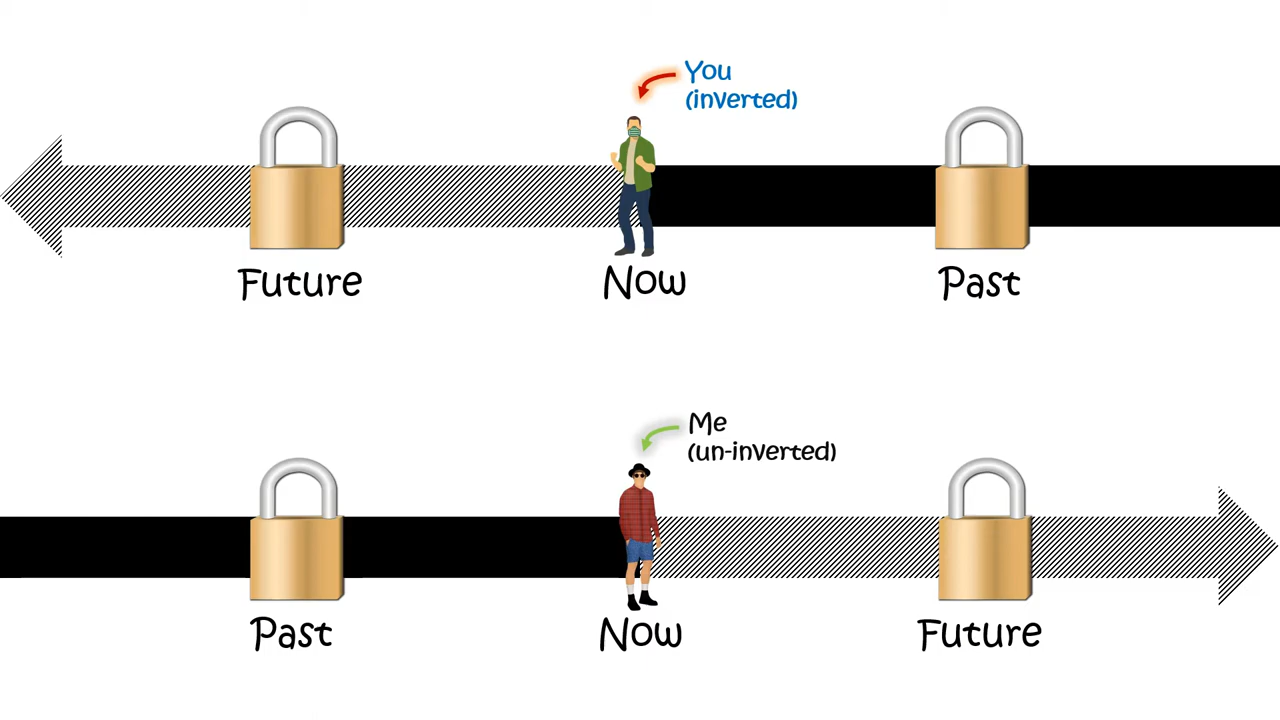 You
(inverted)
Future
Now
Past
Me
(un-inverted)
Past
Now
Future